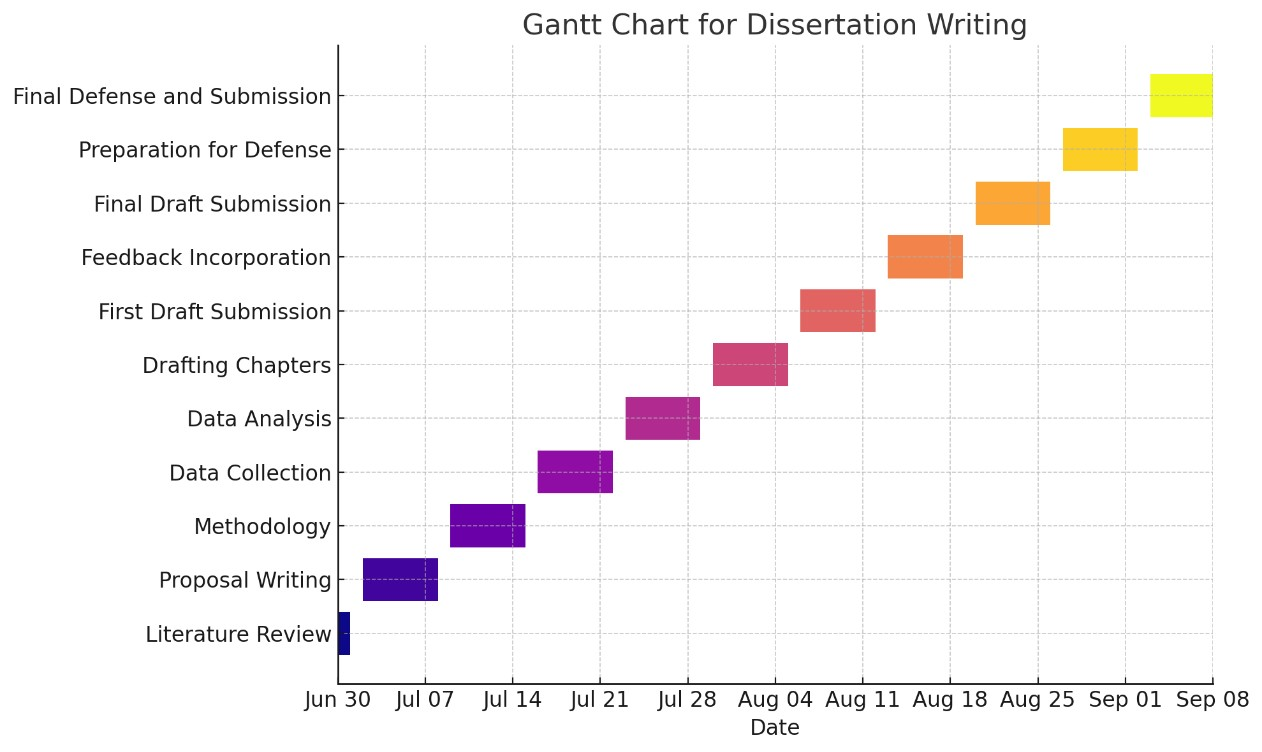 Gantt Chart for Dissertation Writing
Final Defense and Submission
Preparation for Defense
Final Draft Submission
Feedback Incorporation
First Draft Submission
Drafting Chapters
Data Analysis
Data Collection
Methodology
Proposal Writing
Literature Review
Jun 30 Jul 07 Jul 14 Jul 21 Jul 28 Aug 04 Aug 11 Aug 18 Aug 25 Sep 01 Sep 08
Date